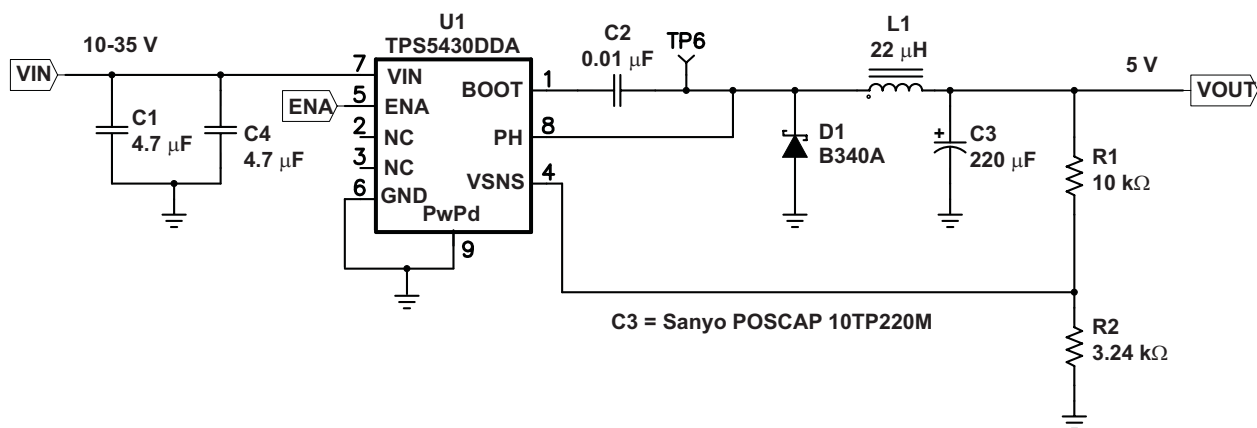 U1
TPS5430DDA
10-35 V
VIN
C1
4.7 μF
C4
4.7 μF
ENA
7
5
2
3
6
VIN
ENA
NC
NC
GND
BOOT
PH
VSNS
PwPd
1
8
4
9
C2
0.01 μF
TP6
L1
22 μH
5 V
VOUT
D1
B340A
+
C3
220 μF
R1
10 kΩ
C3 = Sanyo POSCAP 10TP220M
R2
3.24 kΩ